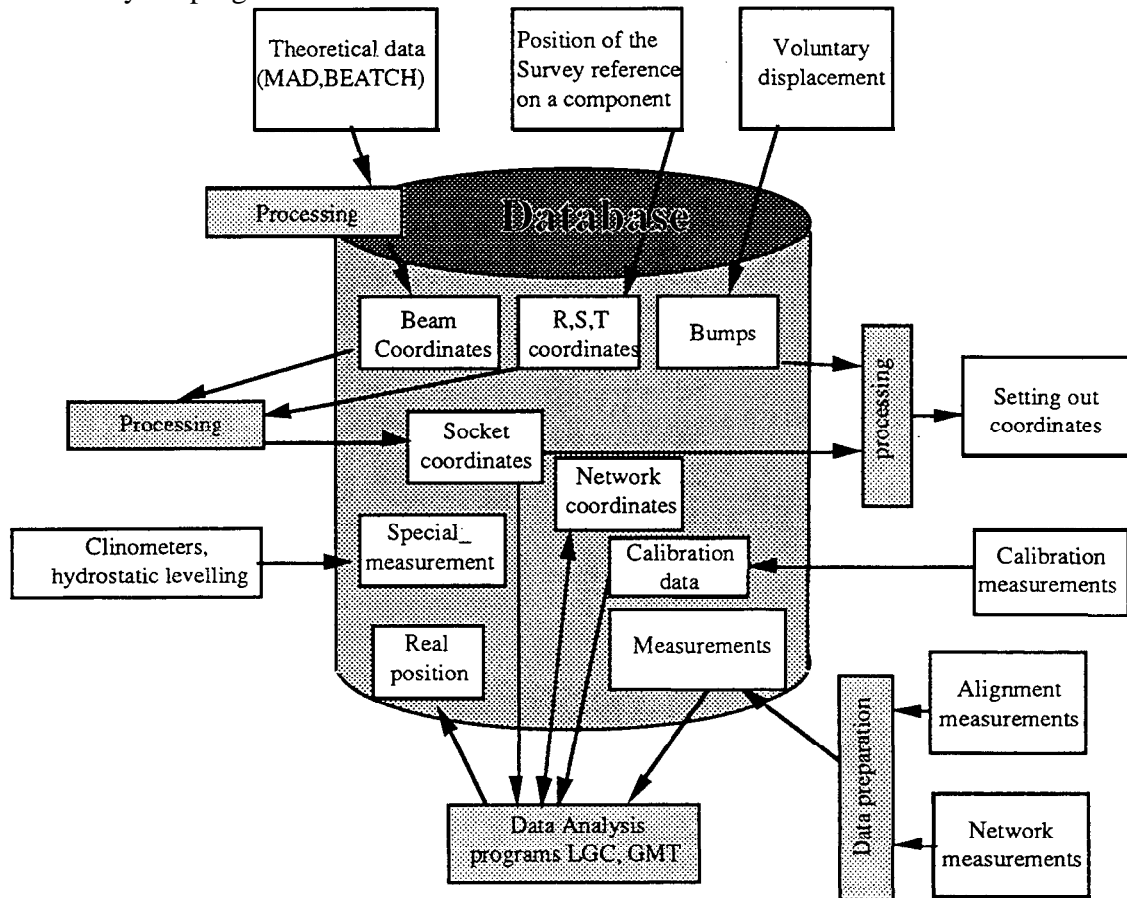 Theoretical data
(MAD,BEATCH)
Position of the
Survey reference
on a component
Voluntary
displacement
Processing
Database
Beam
Coordinates
R,S,T
coordinates
Bumps
processing
Setting out
coordinates
Processing
Socket
coordinates
Network
coordinates
Clinometers,
hydrostatic levelling
Special_
measurement
Calibration
data
Calibration
measurements
Real
position
Measurements
Data preparation
Alignment
measurements
Data Analysis
programs LGC, GMT
Network
measurements